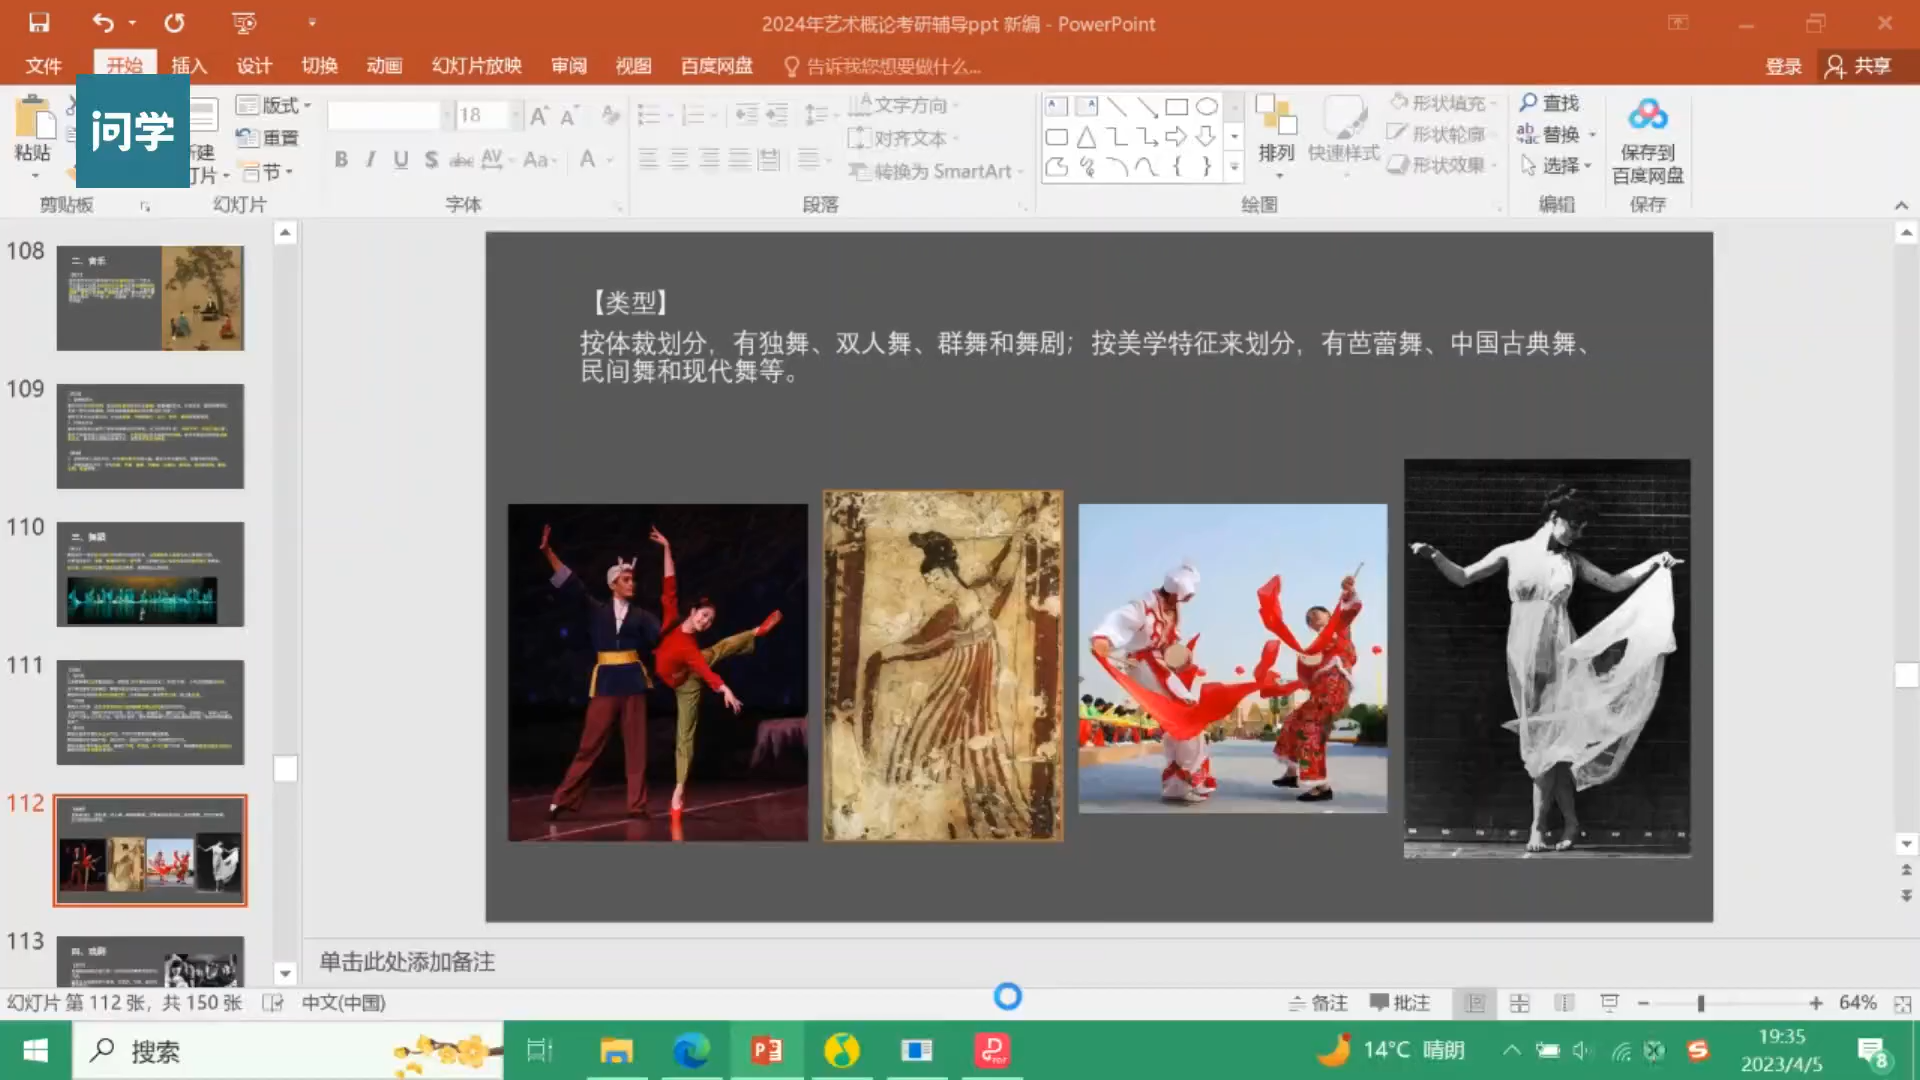 2024年艺术概论考研辅导ppt 新编 - PowerPoint
文件 开始 插入 设计 切换 动画 幻灯片放映 审阅 视图 百度网盘 告诉我您想要做什么... 登录 共享
问学
粘贴
剪贴板
版式
重置
节
幻灯片
18
字体
文字方向
对齐文本
转换为 SmartArt
段落
排列
快速样式
形状填充
形状轮廓
形状效果
绘图
查找
替换
选择
编辑
保存到
百度网盘
保存
108
二、音乐
109
110
三、舞蹈
111
112
113
四、戏剧
【类型】
按体裁划分，有独舞、双人舞、群舞和舞剧；按美学特征来划分，有芭蕾舞、中国古典舞、
民间舞和现代舞等。
单击此处添加备注
幻灯片 第 112 张，共 150 张 中文(中国) 备注 批注 64%
搜索
14°C 晴朗
19:35
2023/4/5
8